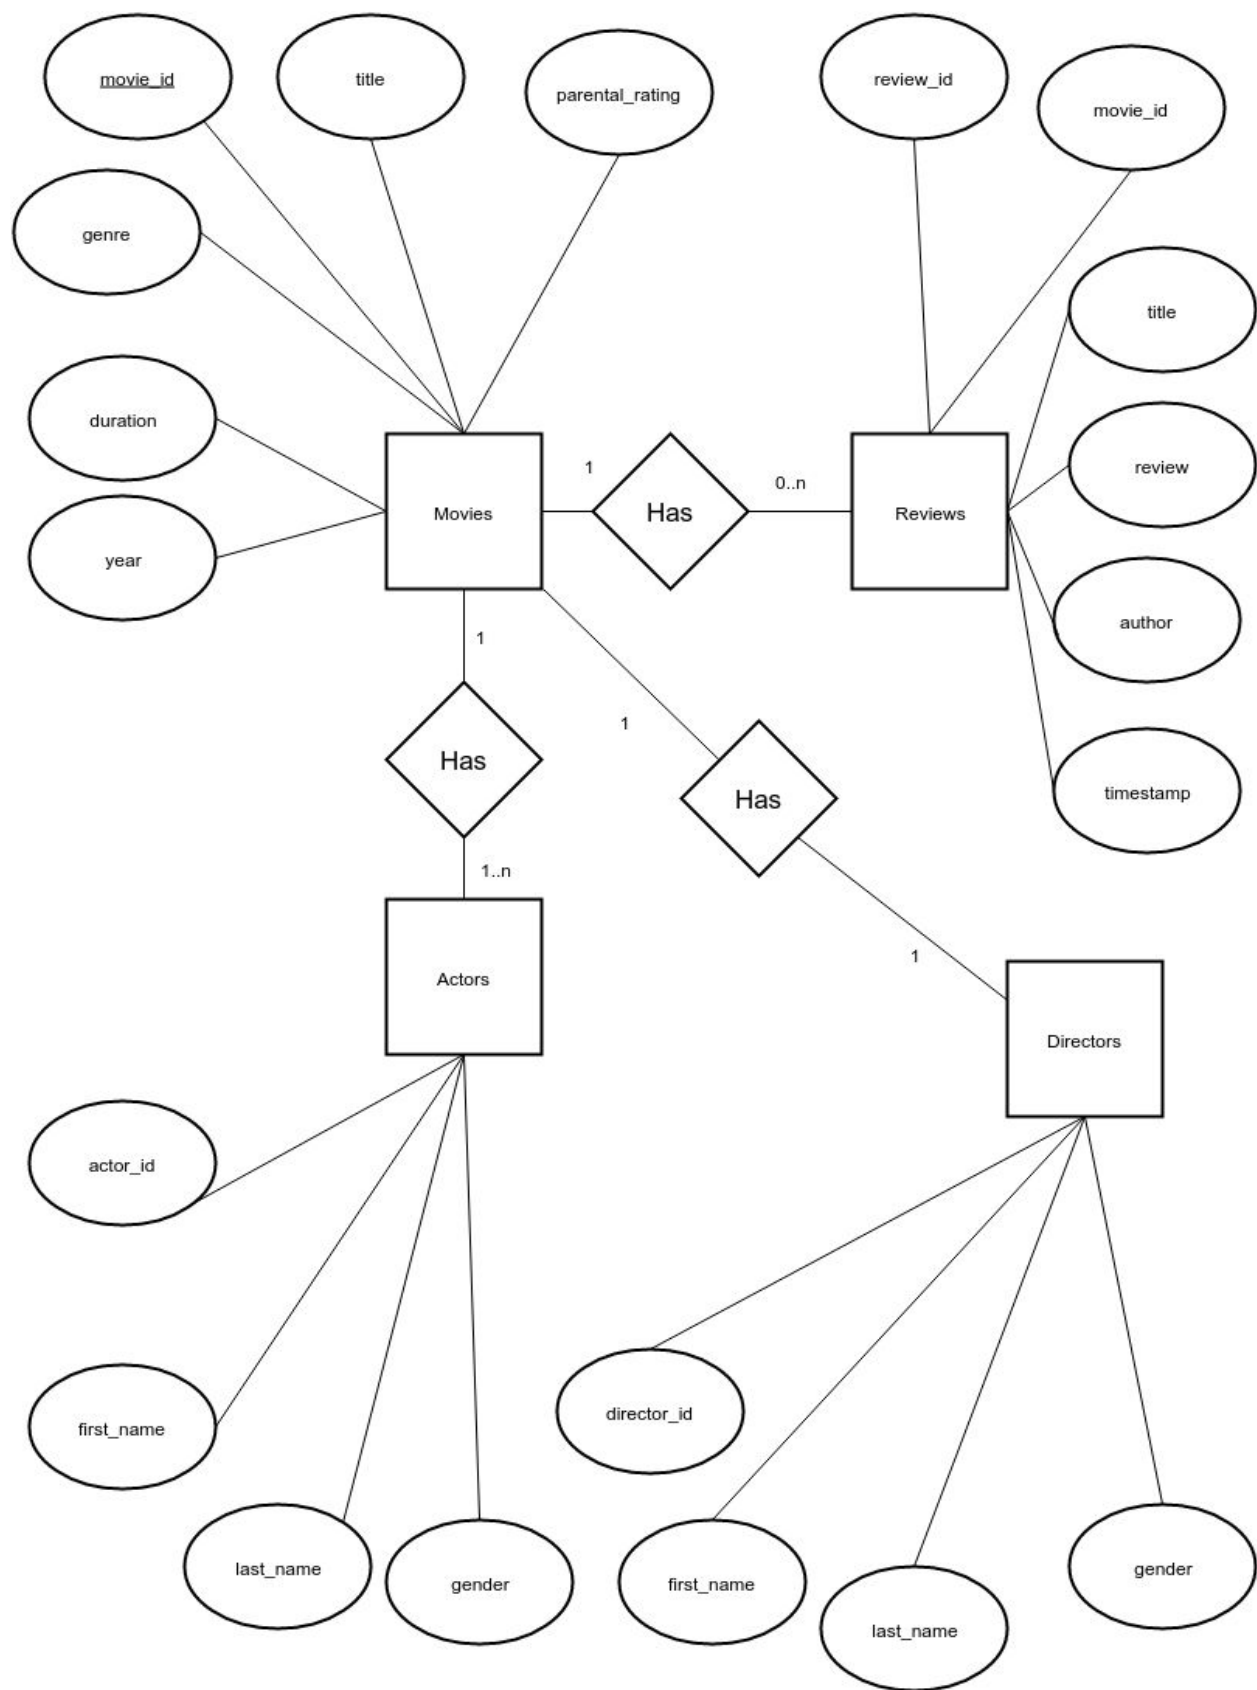 movie_id
title
parental_rating
review_id
movie_id
genre
title
duration
review
Movies
1
Has
0..n
Reviews
year
author
1
1
Has
Has
timestamp
1..n
1
Actors
Directors
actor_id
director_id
first_name
last_name
gender
first_name
last_name
gender